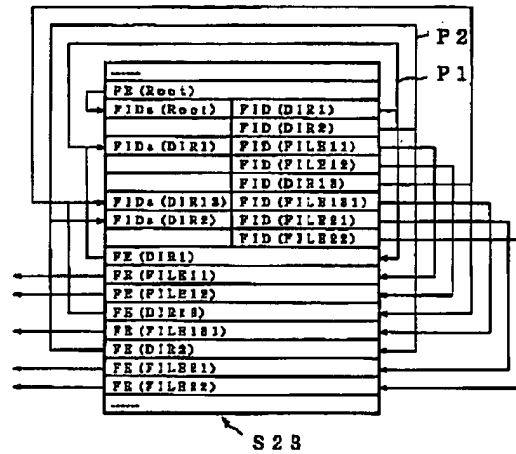 P2
P1
FE (Root)
FIDs (Root) FID (DIR1)
FID (DIR2)
FIDs (DIR1) FID (FILE11)
FID (FILE12)
FID (DIR13)
FIDs (DIR13) FID (FILE131)
FIDs (DIR2) FID (FILE21)
FID (FILE22)
FE (DIR1)
FE (FILE11)
FE (FILE12)
FE (DIR13)
FE (FILE131)
FE (DIR2)
FE (FILE21)
FE (FILE22)
S23